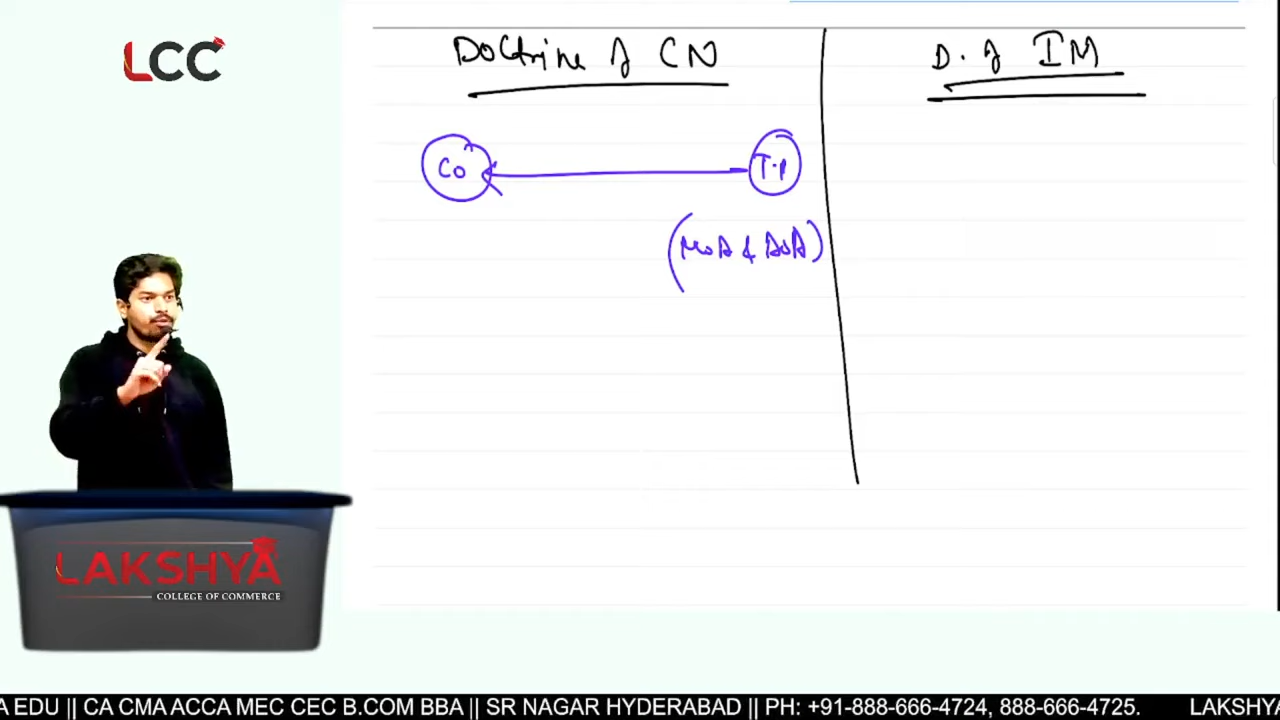 LCC
Doctrine of CN
D. of IM
Co
T.P
(MOA & AOA)
LAKSHYA
COLLEGE OF COMMERCE
A EDU || CA CMA ACCA MEC CEC B.COM BBA || SR NAGAR HYDERABAD || PH: +91-888-666-4724, 888-666-4725. LAKSHYA